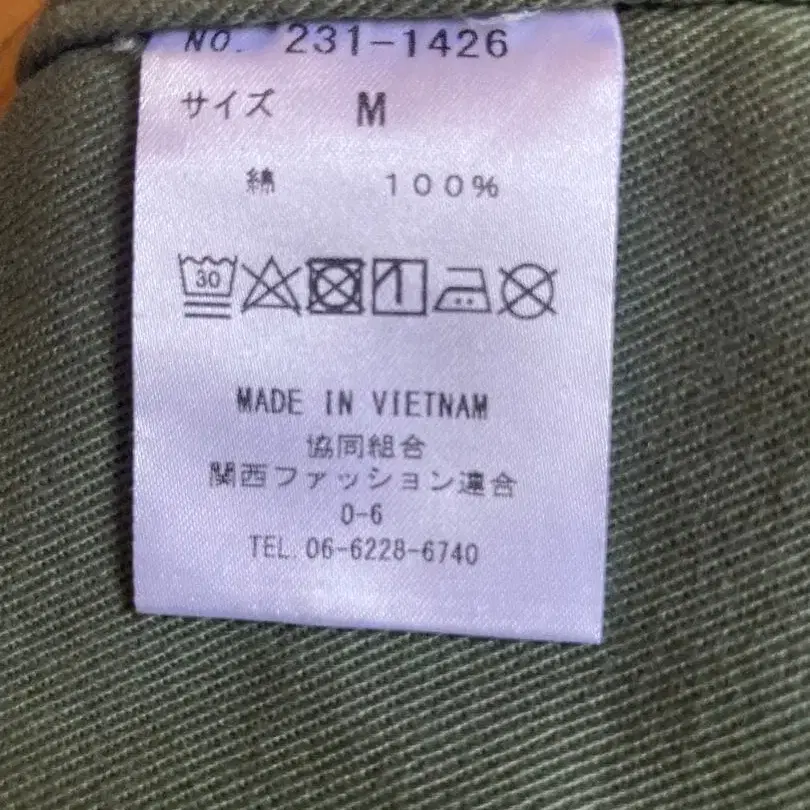 NO. 231-1426
サイズ M
綿 100%
30
MADE IN VIETNAM
協同組合
関西ファッション連合
0-6
TEL.06-6228-6740